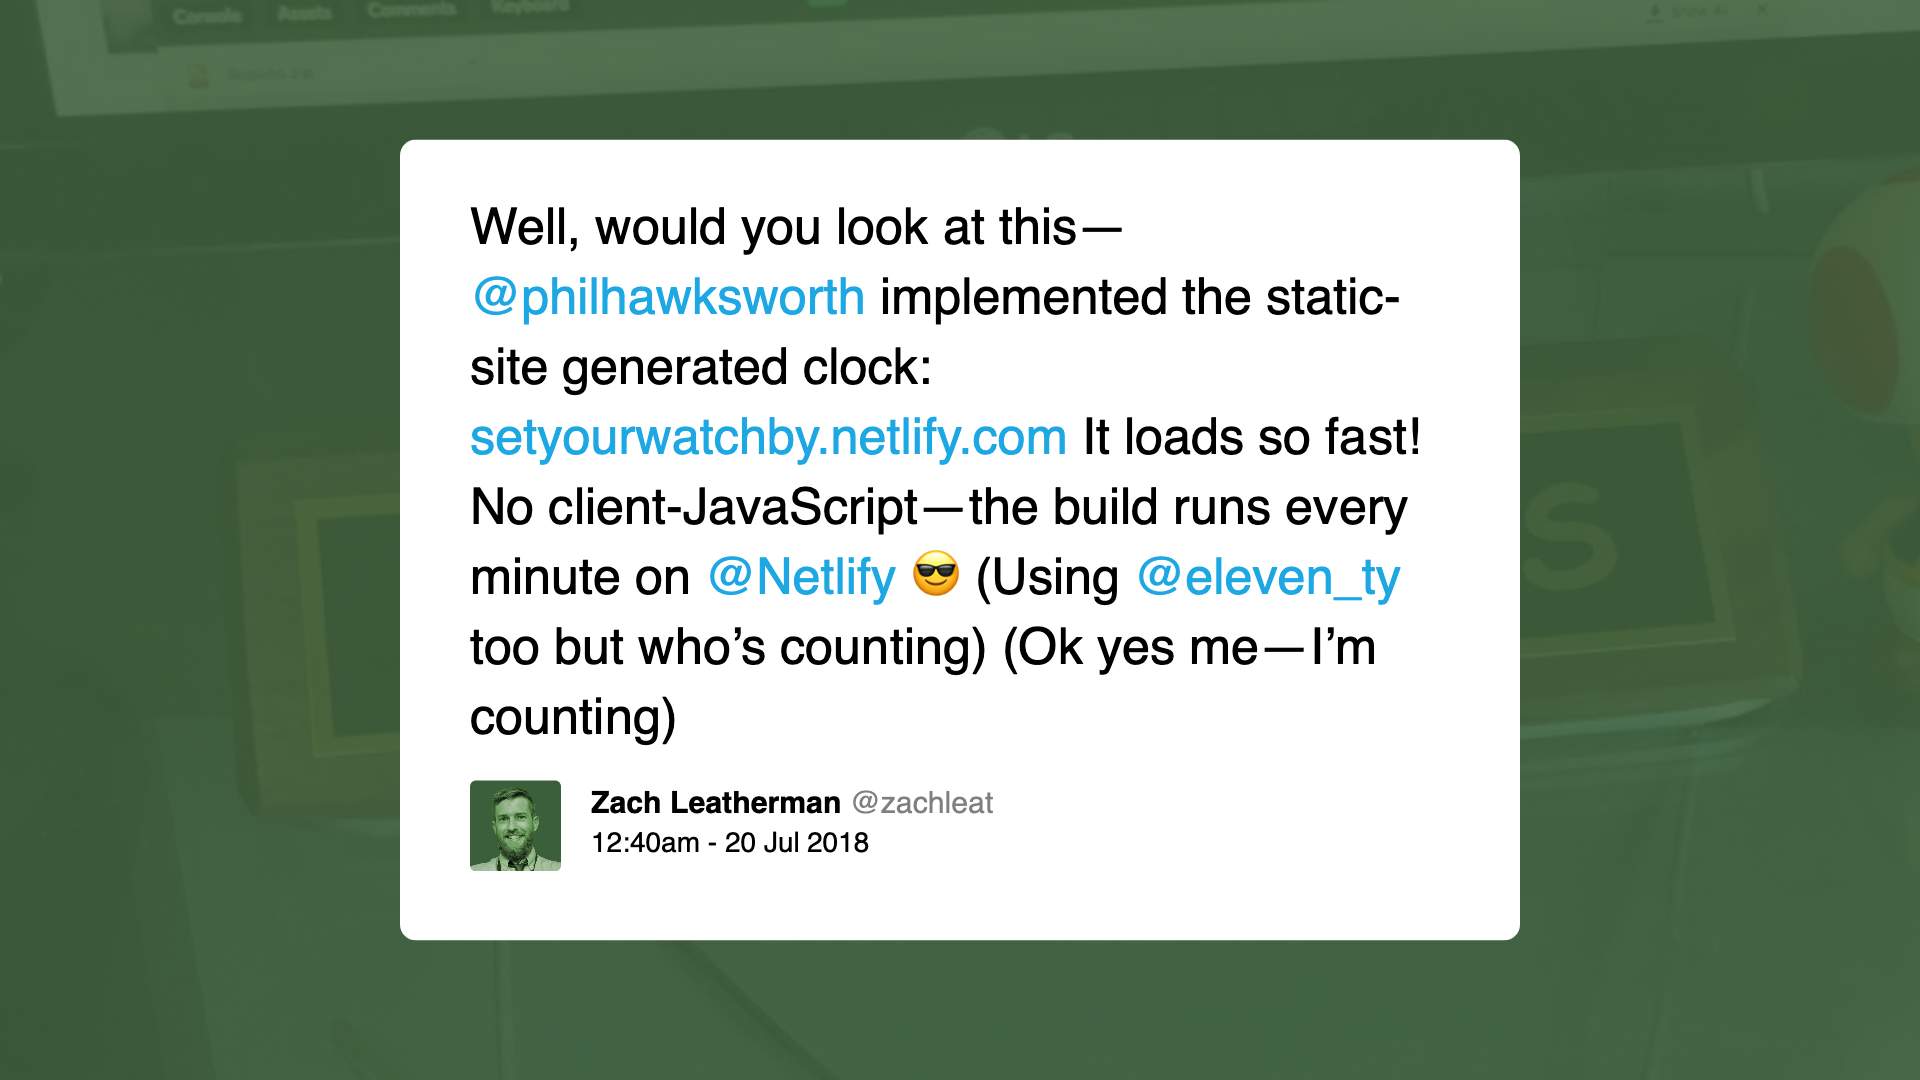 Console Assets Comments Keyboard
Well, would you look at this—
@philhawksworth implemented the static-
site generated clock:
setyourwatchby.netlify.com It loads so fast!
No client-JavaScript—the build runs every
minute on @Netlify 😎 (Using @eleven_ty
too but who’s counting) (Ok yes me—I’m
counting)
Zach Leatherman @zachleat
12:40am - 20 Jul 2018